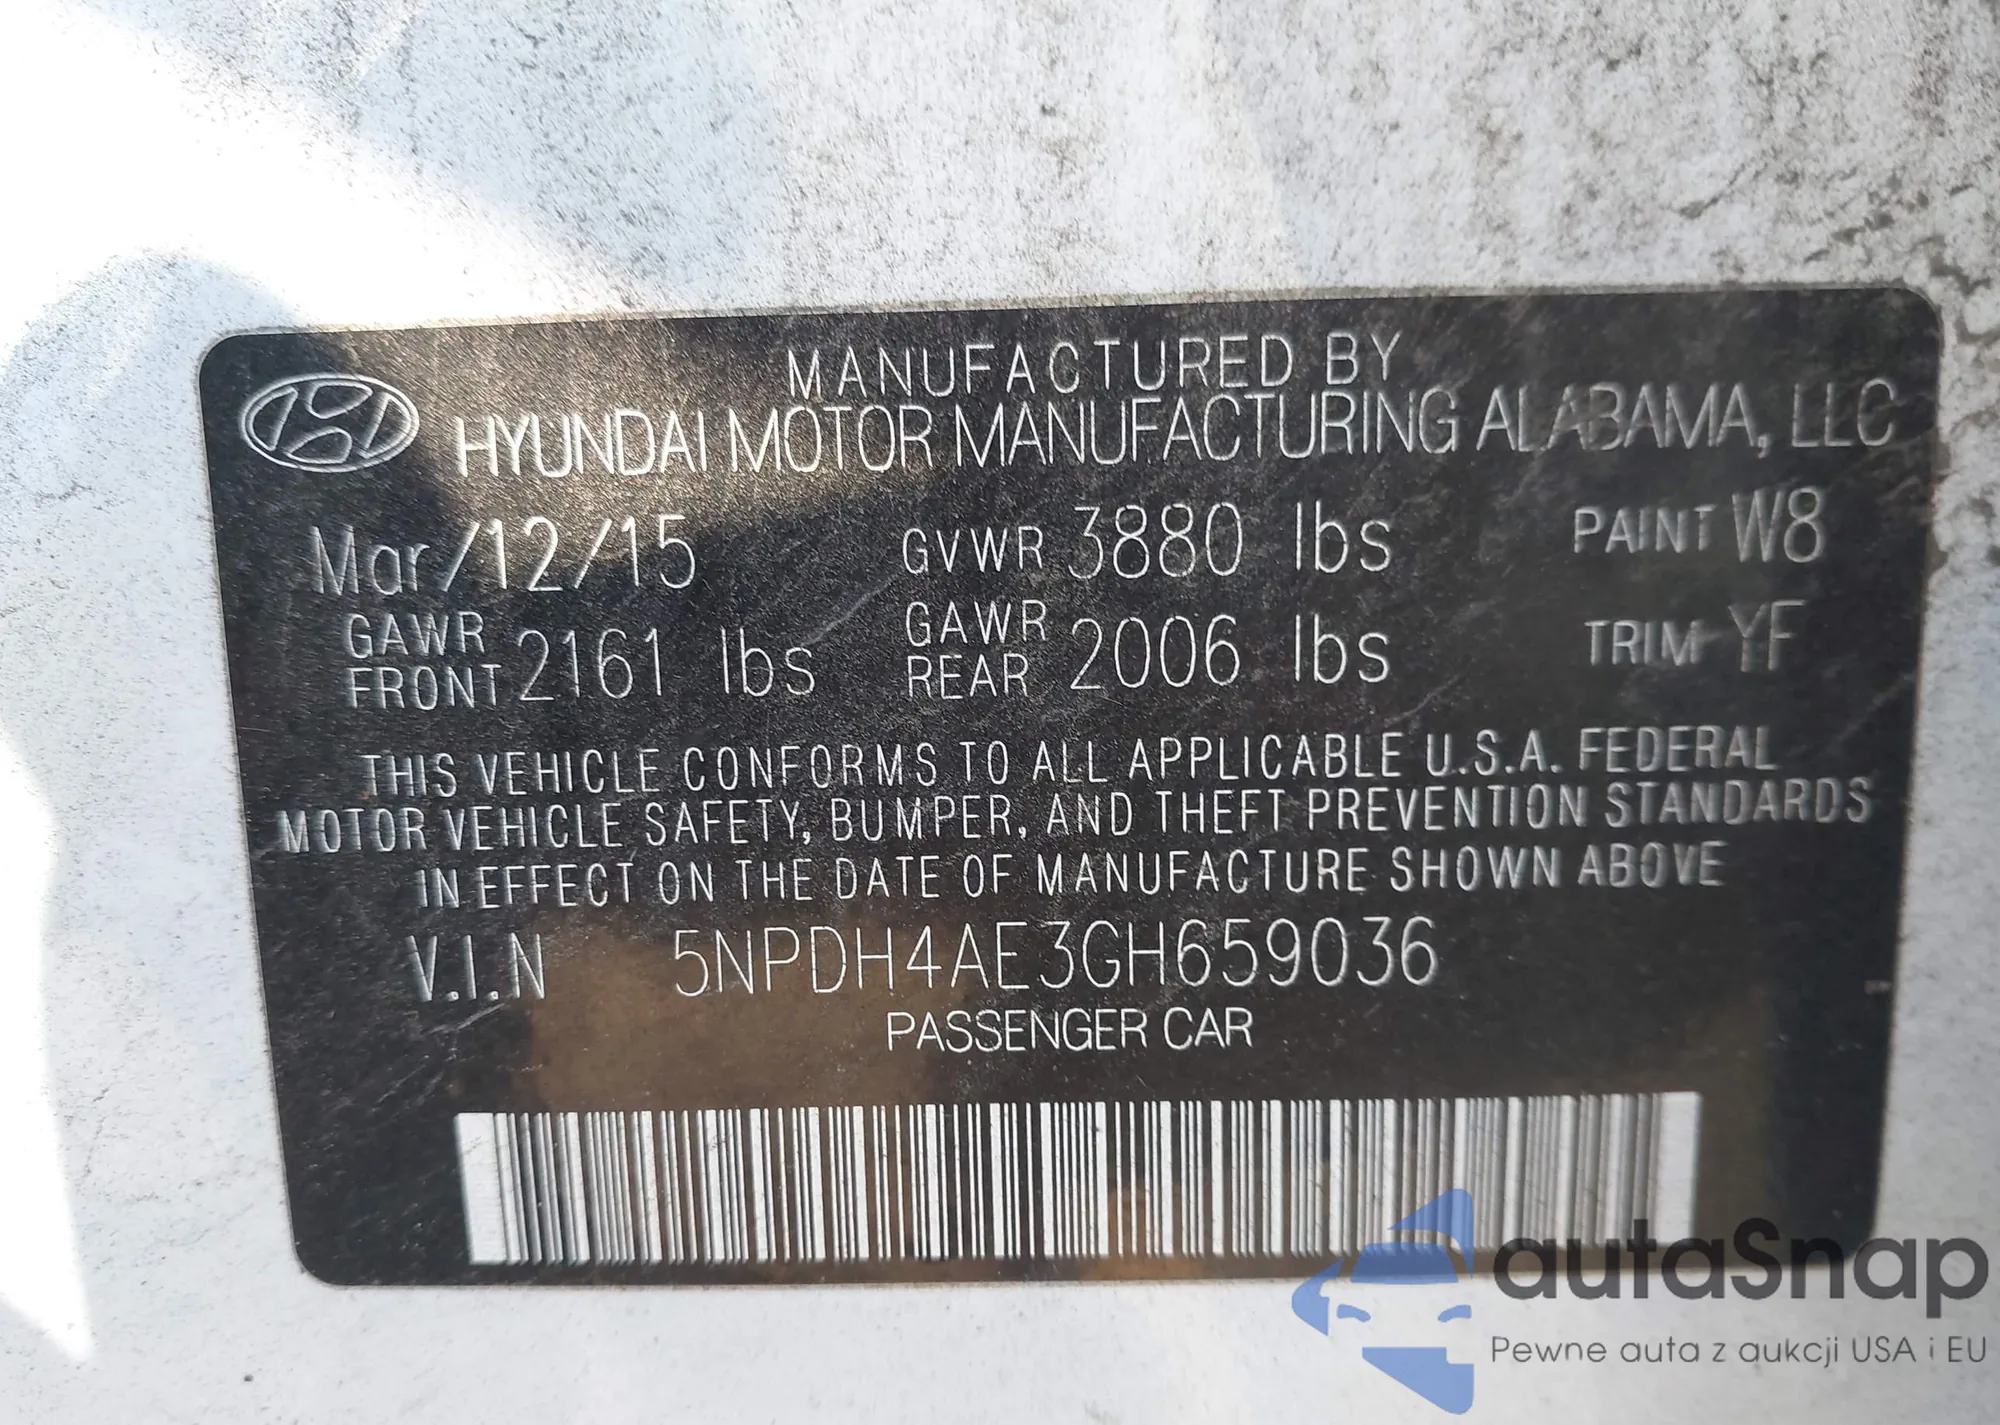 MANUFACTURED BY
HYUNDAI MOTOR MANUFACTURING ALABAMA, LLC
Mar/12/15 GVWR 3880 lbs PAINT W8
GAWR FRONT 2161 lbs GAWR REAR 2006 lbs TRIM YF
THIS VEHICLE CONFORMS TO ALL APPLICABLE U.S.A. FEDERAL
MOTOR VEHICLE SAFETY, BUMPER, AND THEFT PREVENTION STANDARDS
IN EFFECT ON THE DATE OF MANUFACTURE SHOWN ABOVE
V.I.N 5NPDH4AE3GH659036
PASSENGER CAR
autaSnap
Pewne auta z aukcji USA i EU